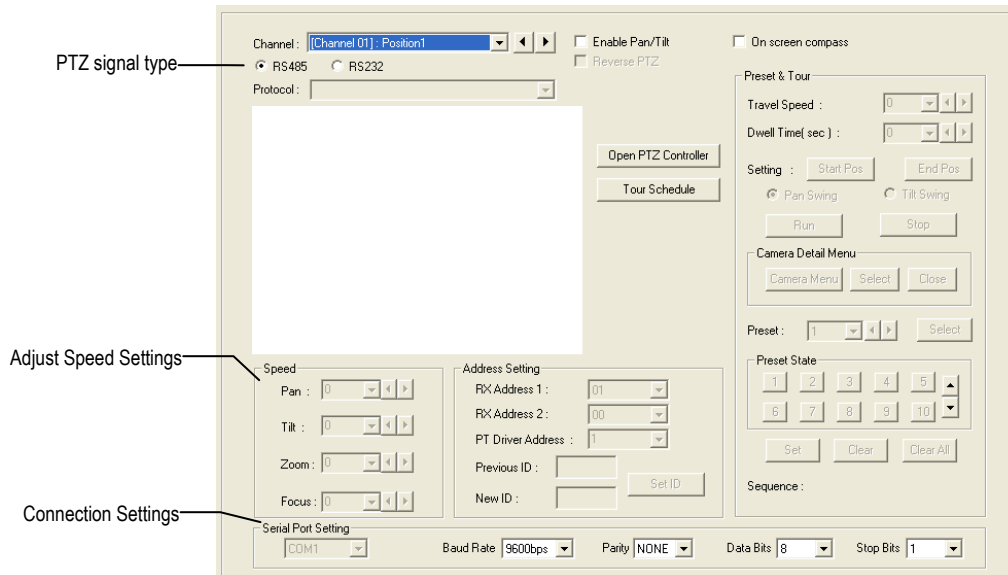 Channel : [Channel 01] : Position1
Enable Pan/Tilt
On screen compass
PTZ signal type
RS485 RS232
Reverse PTZ
Protocol :
Preset & Tour
Travel Speed : 0
Dwell Time( sec ) : 0
Open PTZ Controller
Setting : Start Pos End Pos
Tour Schedule
Pan Swing Tilt Swing
Run Stop
Camera Detail Menu
Camera Menu Select Close
Preset : 1 Select
Preset State
1 2 3 4 5
6 7 8 9 10
Set Clear Clear All
Sequence :
Adjust Speed Settings
Speed
Pan : 0
Tilt : 0
Zoom : 0
Focus : 0
Address Setting
RX Address 1 : 01
RX Address 2 : 00
PT Driver Address : 1
Previous ID :
New ID :
Set ID
Connection Settings
Serial Port Setting
COM1 Baud Rate 9600bps Parity NONE Data Bits 8 Stop Bits 1